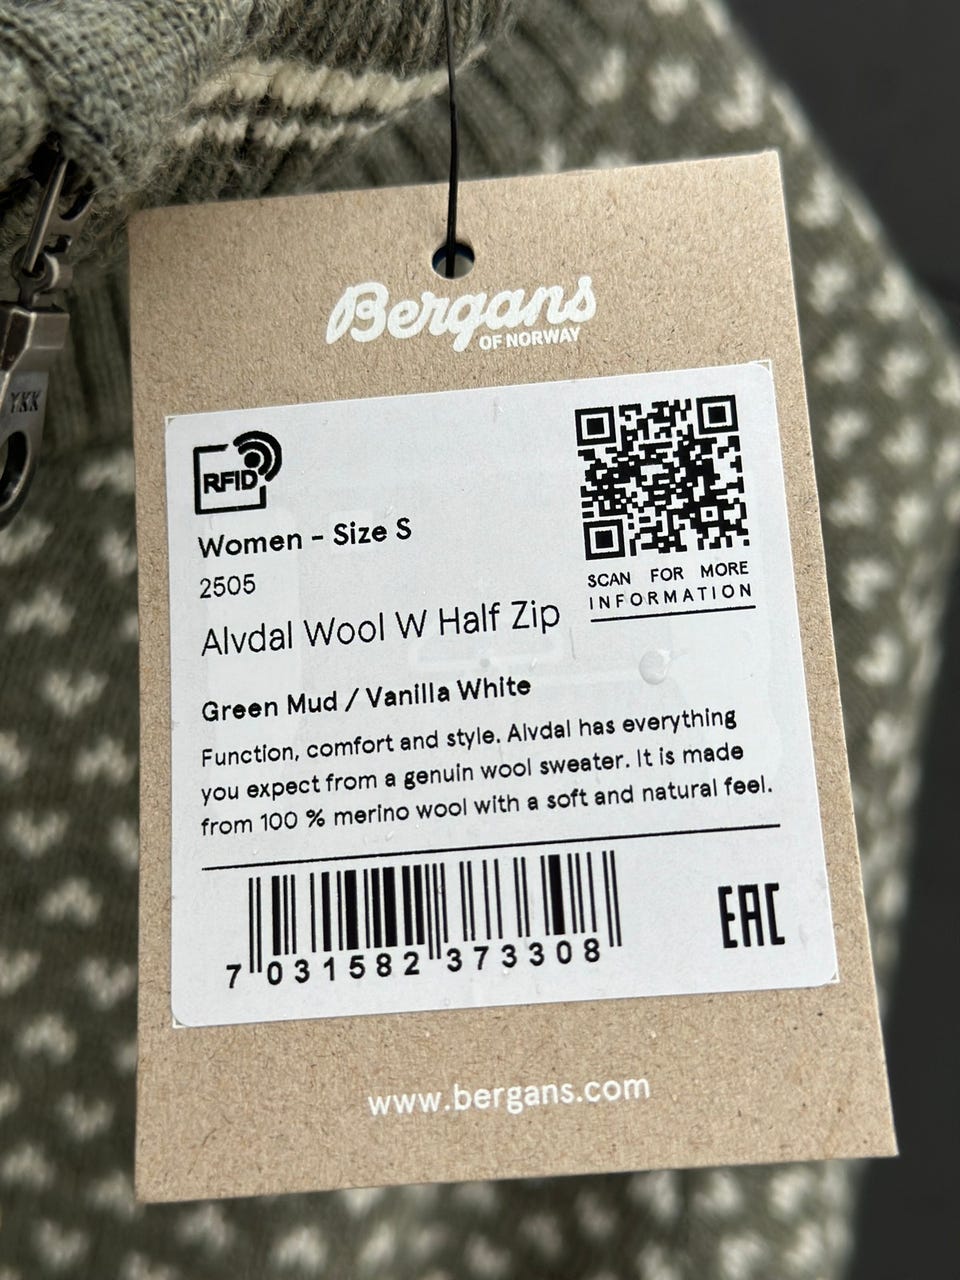 Bergans
OF NORWAY
YKK
RFID
Women - Size S
2505
SCAN FOR MORE
INFORMATION
Alvdal Wool W Half Zip
Green Mud / Vanilla White
Function, comfort and style. Alvdal has everything
you expect from a genuin wool sweater. It is made
from 100 % merino wool with a soft and natural feel.
7 031582 373308
EAC
www.bergans.com